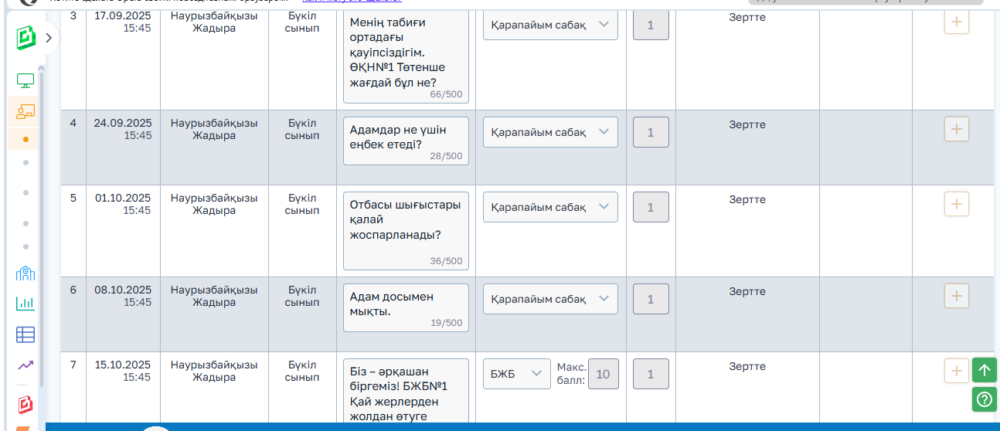 3
17.09.2025
15:45
Наурызбайқызы
Жадыра
Бүкіл
сынып
Менің табиғи
ортадағы
қауіпсіздігім.
ӨҚН№1 Төтенше
жағдай бұл не?
66/500
Қарапайым сабақ
1
Зертте
4
24.09.2025
15:45
Наурызбайқызы
Жадыра
Бүкіл
сынып
Адамдар не үшін
еңбек етеді?
28/500
Қарапайым сабақ
1
Зертте
5
01.10.2025
15:45
Наурызбайқызы
Жадыра
Бүкіл
сынып
Отбасы шығыстары
қалай
жоспарланады?
36/500
Қарапайым сабақ
1
Зертте
6
08.10.2025
15:45
Наурызбайқызы
Жадыра
Бүкіл
сынып
Адам досымен
мықты.
19/500
Қарапайым сабақ
1
Зертте
7
15.10.2025
15:45
Наурызбайқызы
Жадыра
Бүкіл
сынып
Біз – әрқашан
біргеміз! БЖБ№1
Қай жерлерден
жолдан өтуге
БЖБ
Макс.
балл:
10
1
Зертте